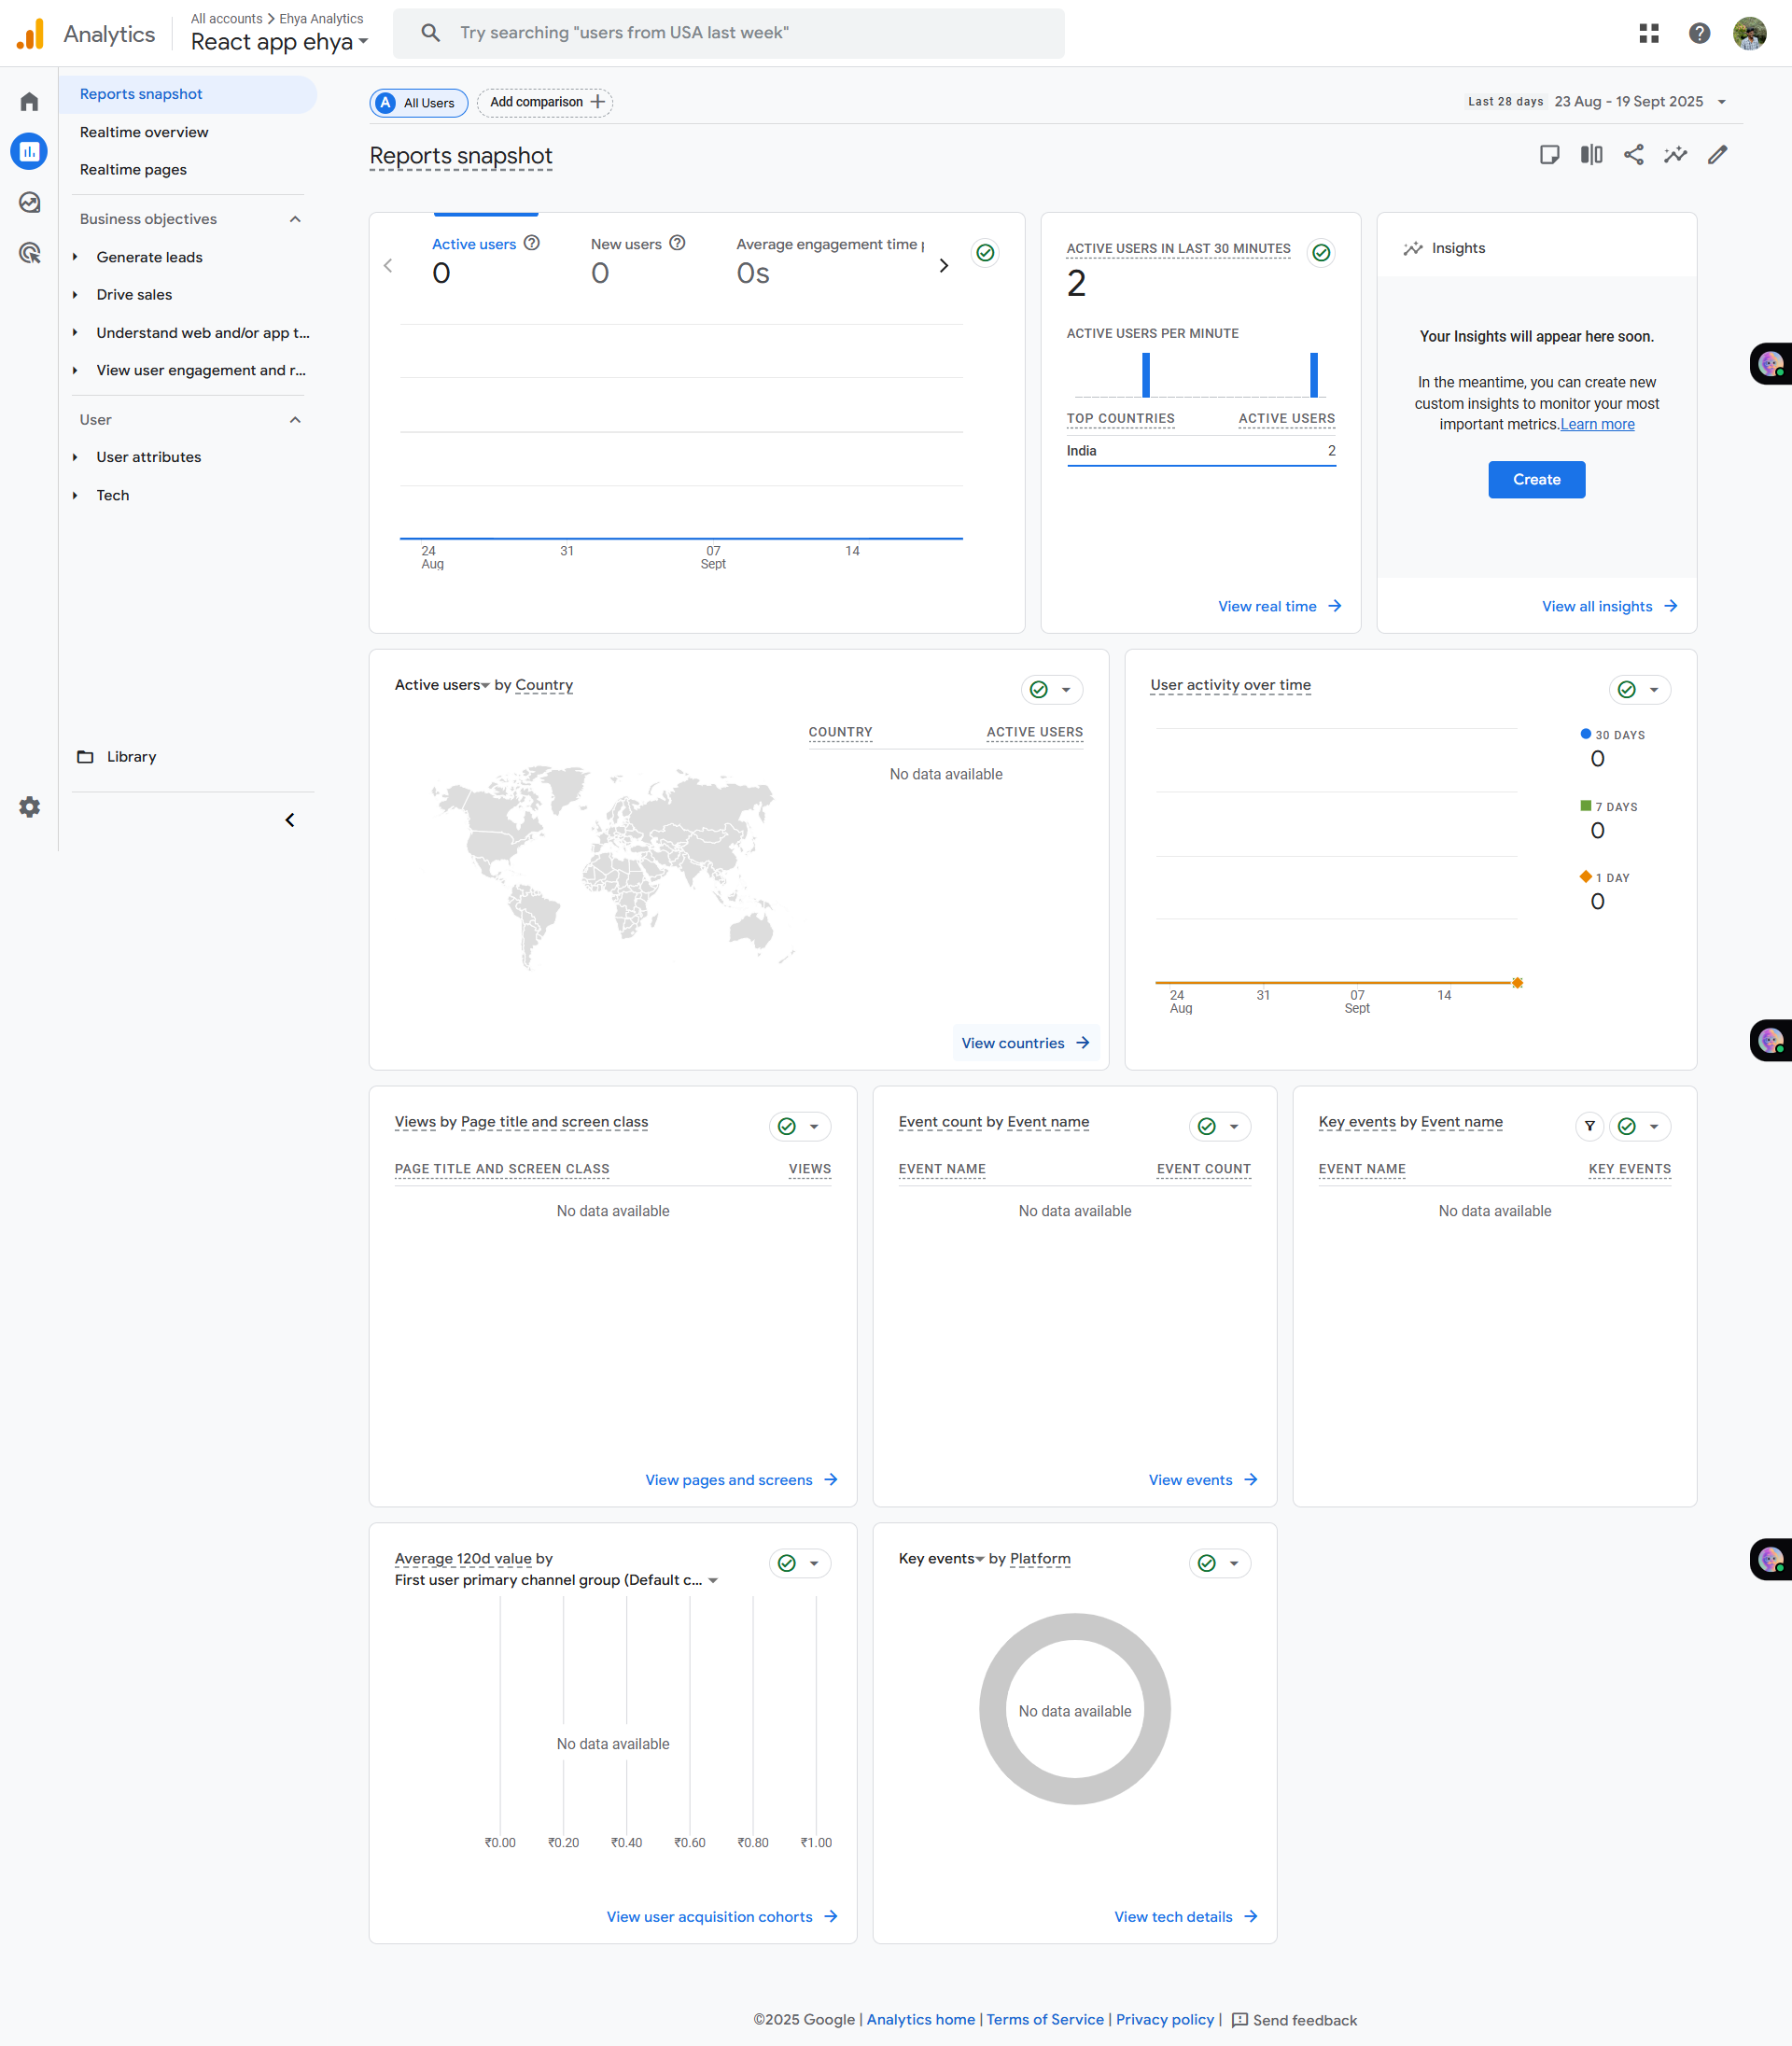 Analytics
All accounts > Ehya Analytics
React app ehya
Try searching "users from USA last week"
Reports snapshot
Realtime overview
Realtime pages
Business objectives
Generate leads
Drive sales
Understand web and/or app t...
View user engagement and r...
User
User attributes
Tech
Library
A All Users
Add comparison
Last 28 days 23 Aug - 19 Sept 2025
Reports snapshot
Active users
0
New users
0
Average engagement time
0s
24
Aug
31
07
Sept
14
ACTIVE USERS IN LAST 30 MINUTES
2
ACTIVE USERS PER MINUTE
TOP COUNTRIES ACTIVE USERS
India 2
View real time
Insights
Your Insights will appear here soon.
In the meantime, you can create new
custom insights to monitor your most
important metrics.Learn more
Create
View all insights
Active users by Country
COUNTRY ACTIVE USERS
No data available
View countries
User activity over time
30 DAYS
0
7 DAYS
0
1 DAY
0
24
Aug
31
07
Sept
14
Views by Page title and screen class
PAGE TITLE AND SCREEN CLASS VIEWS
No data available
View pages and screens
Event count by Event name
EVENT NAME EVENT COUNT
No data available
View events
Key events by Event name
EVENT NAME KEY EVENTS
No data available
Average 120d value by
First user primary channel group (Default c...
No data available
₹0.00 ₹0.20 ₹0.40 ₹0.60 ₹0.80 ₹1.00
View user acquisition cohorts
Key events by Platform
No data available
View tech details
©2025 Google | Analytics home | Terms of Service | Privacy policy | Send feedback